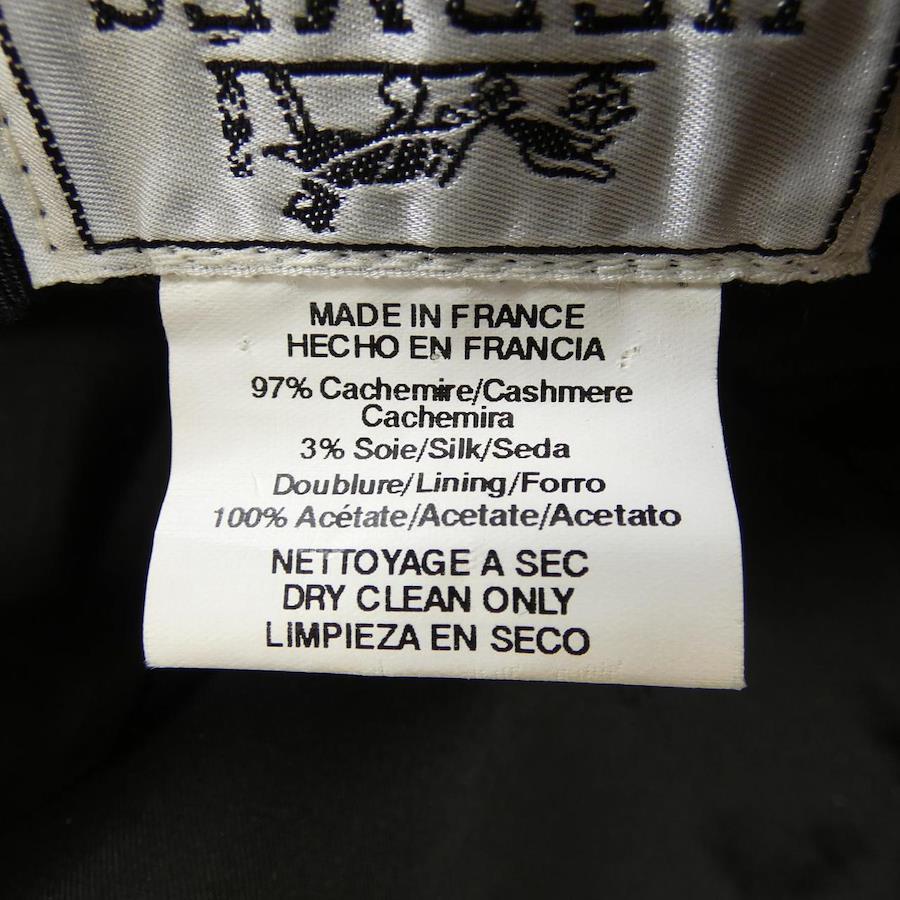 MADE IN FRANCE
HECHO EN FRANCIA
97% Cachemire/Cashmere
Cachemira
3% Soie/Silk/Seda
Doublure/Lining/Forro
100% Acétate/Acetate/Acetato
NETTOYAGE A SEC
DRY CLEAN ONLY
LIMPIEZA EN SECO